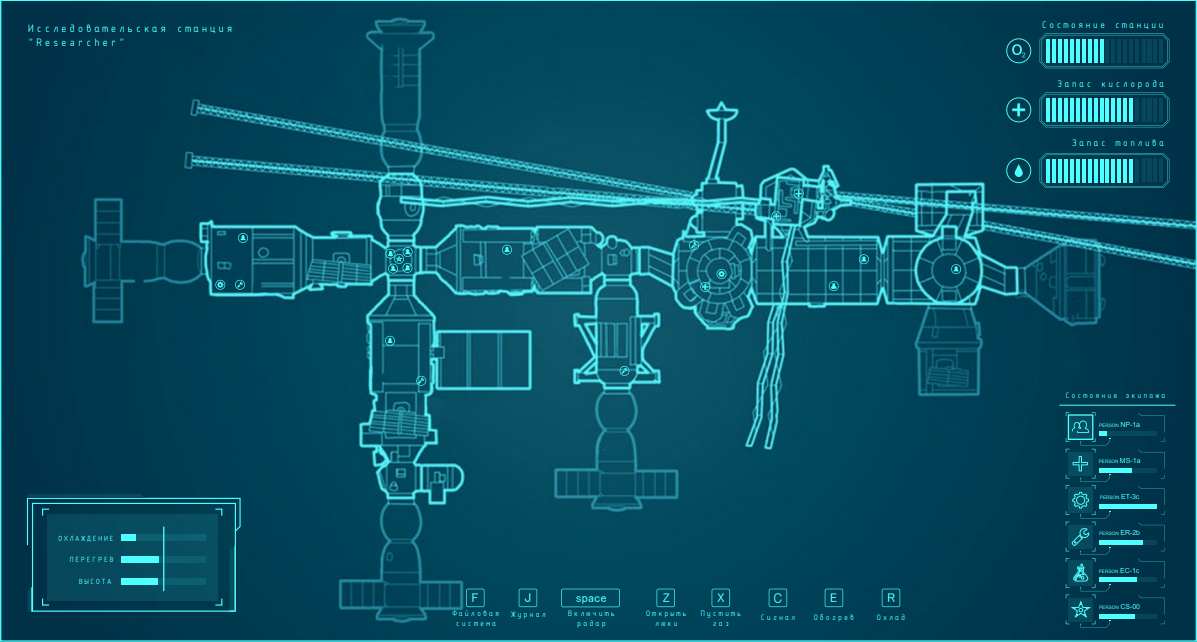 Исследовательская станция
"Researcher"
Состояние станции
O2
Запас кислорода
Запас топлива
Состояние экипажа
PERSON NP-1a
PERSON MS-1a
PERSON ET-3c
PERSON ER-2b
PERSON EC-1c
PERSON CS-00
ОХЛАЖДЕНИЕ
ПЕРЕГРЕВ
ВЫСОТА
F
Файловая
система
J
Журнал
space
Включить
радар
Z
Открыть
люки
X
Пустить
газ
C
Сигнал
E
Обогрев
R
Охлад